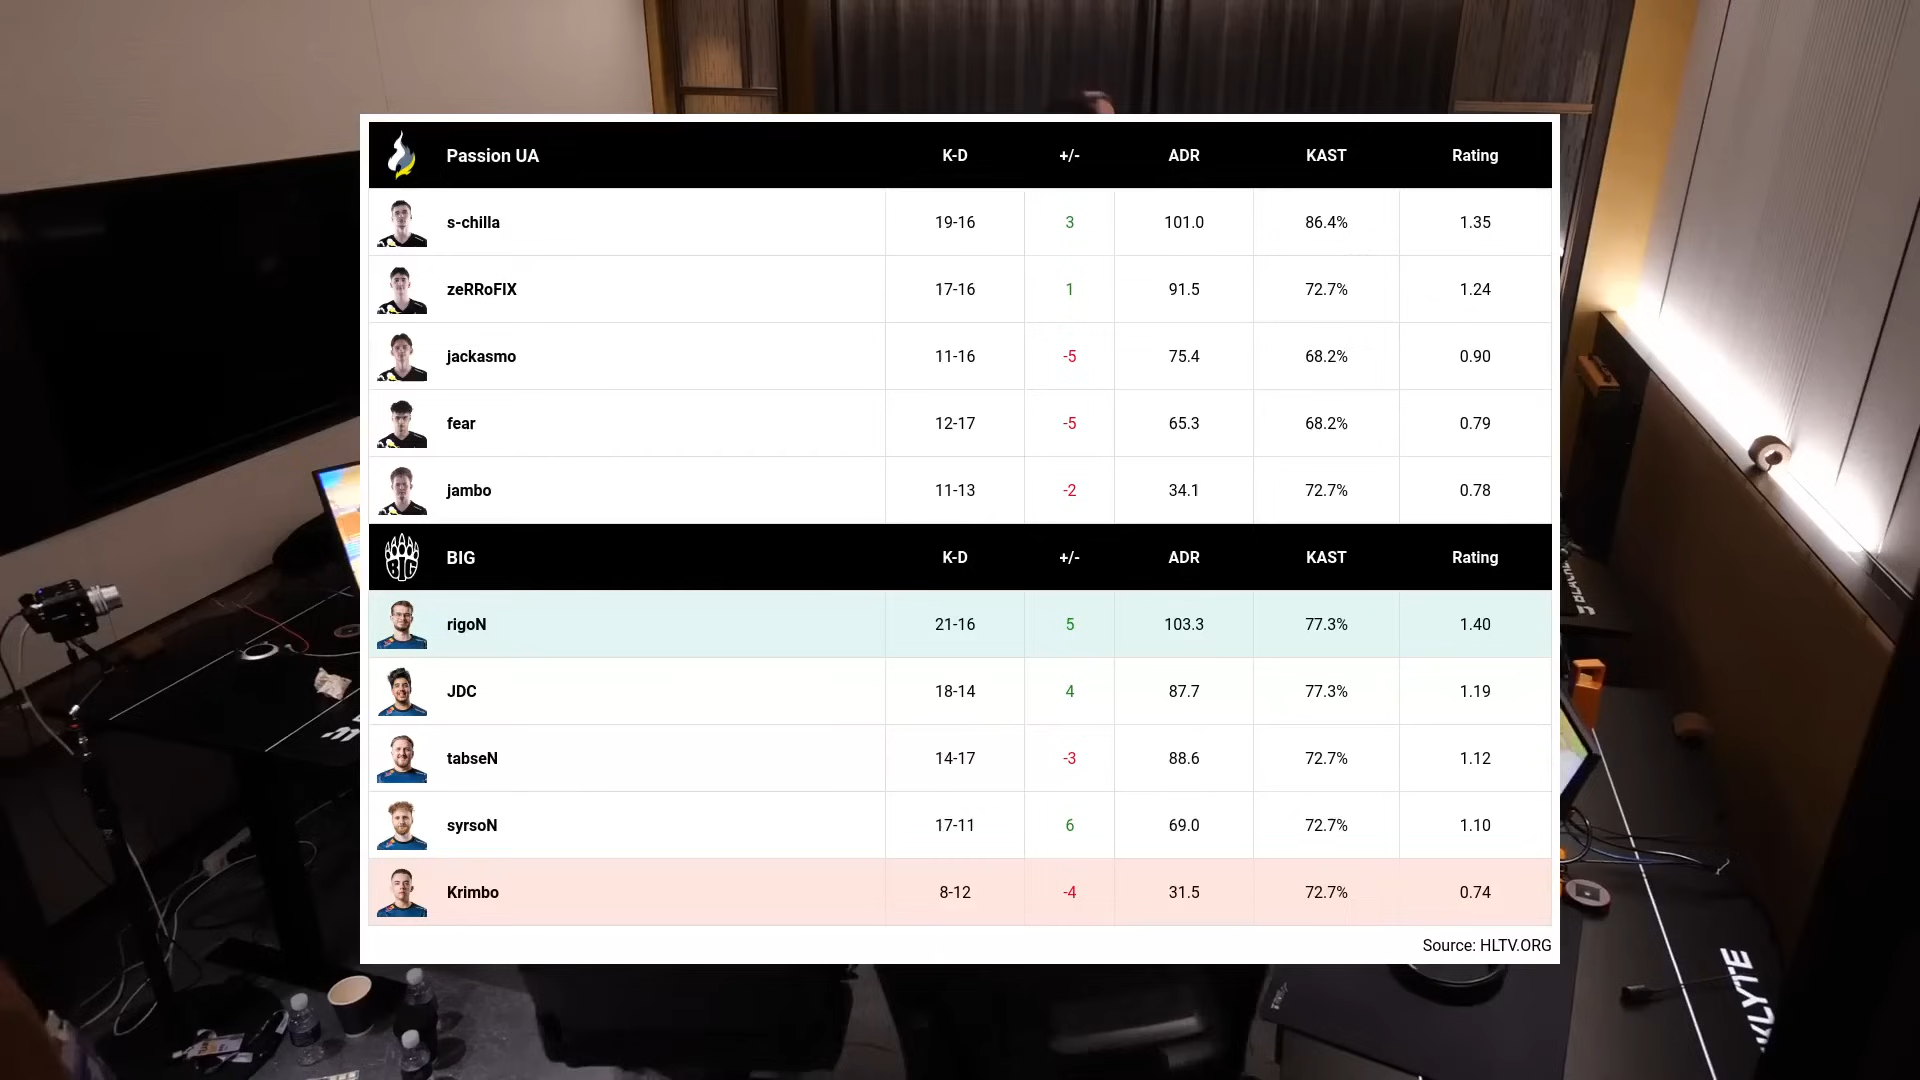 Passion UA K-D +/- ADR KAST Rating
s-chilla 19-16 3 101.0 86.4% 1.35
zeRRoFIX 17-16 1 91.5 72.7% 1.24
jackasmo 11-16 -5 75.4 68.2% 0.90
fear 12-17 -5 65.3 68.2% 0.79
jambo 11-13 -2 34.1 72.7% 0.78
BIG BIG K-D +/- ADR KAST Rating
rigoN 21-16 5 103.3 77.3% 1.40
JDC 18-14 4 87.7 77.3% 1.19
tabseN 14-17 -3 88.6 72.7% 1.12
syrsoN 17-11 6 69.0 72.7% 1.10
Krimbo 8-12 -4 31.5 72.7% 0.74
Source: HLTV.ORG